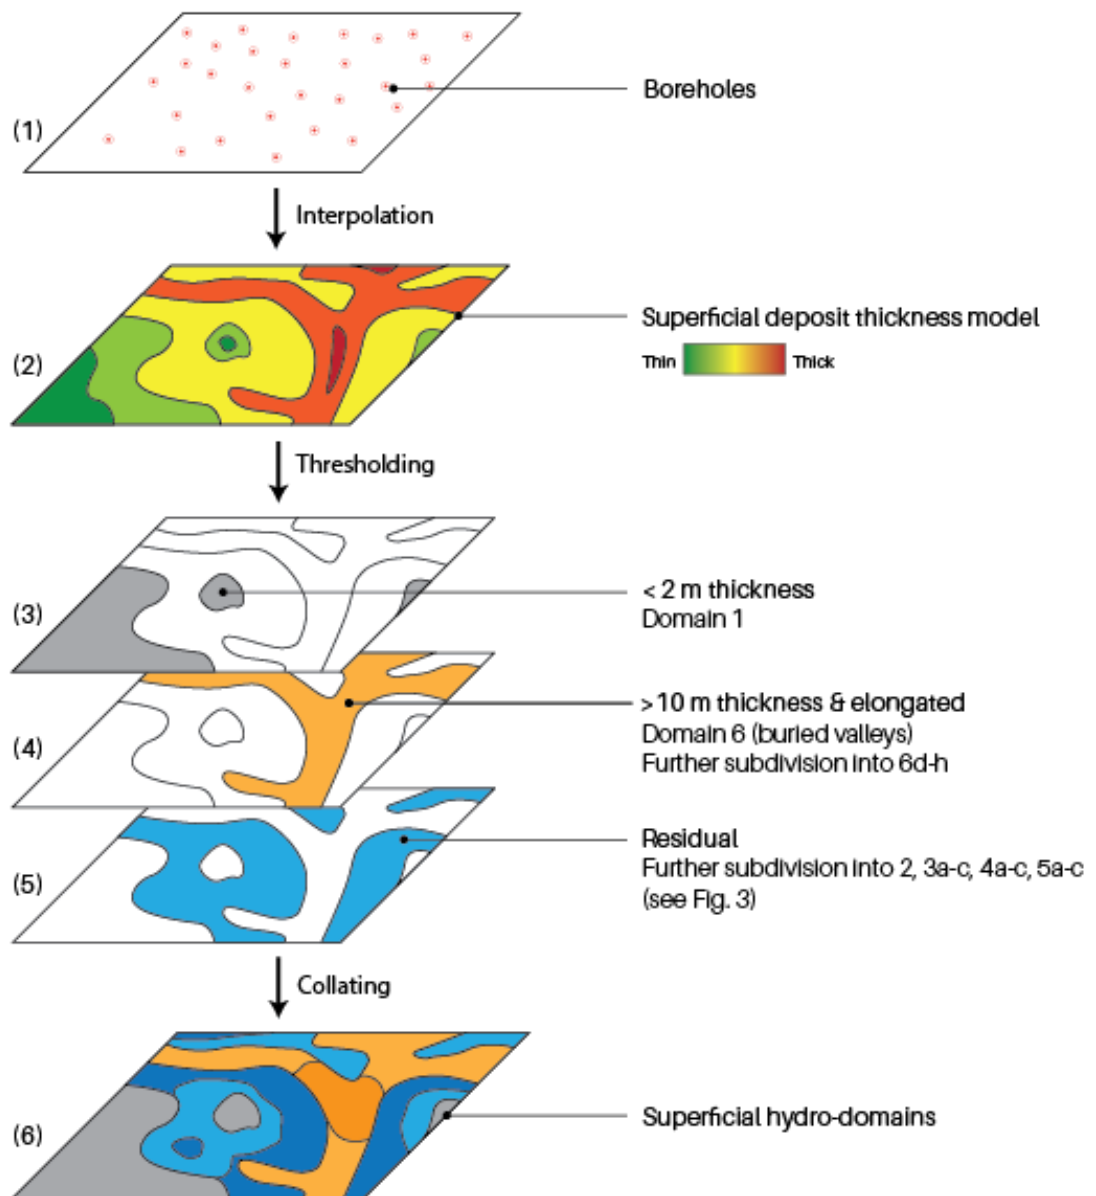 (1)
Boreholes
Interpolation
(2)
Superficial deposit thickness model
Thin Thick
Thresholding
(3)
< 2 m thickness
Domain 1
(4)
> 10 m thickness & elongated
Domain 6 (buried valleys)
Further subdivision into 6d-h
(5)
Residual
Further subdivision into 2, 3a-c, 4a-c, 5a-c
(see Fig. 3)
Collating
(6)
Superficial hydro-domains